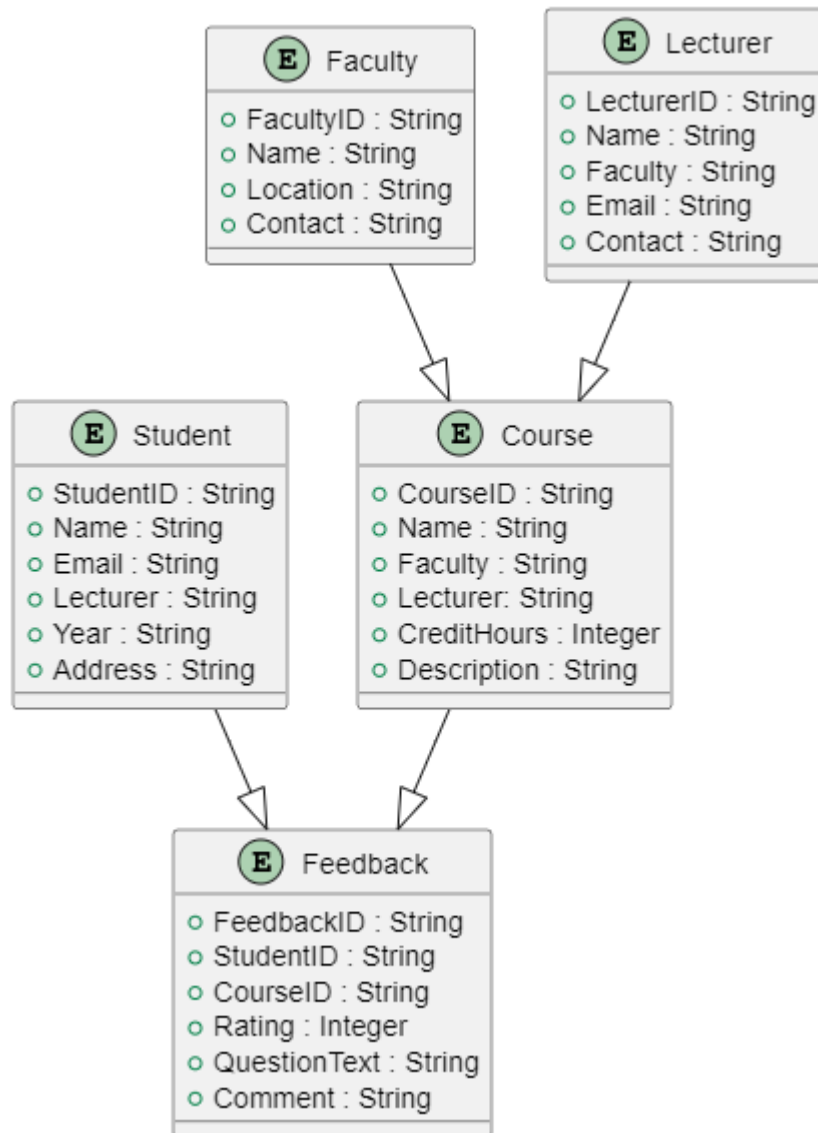 E Faculty
FacultyID : String
Name : String
Location : String
Contact : String
E Lecturer
LecturerID : String
Name : String
Faculty : String
Email : String
Contact : String
E Student
StudentID : String
Name : String
Email : String
Lecturer : String
Year : String
Address : String
E Course
CourseID : String
Name : String
Faculty : String
Lecturer: String
CreditHours : Integer
Description : String
E Feedback
FeedbackID : String
StudentID : String
CourseID : String
Rating : Integer
QuestionText : String
Comment : String